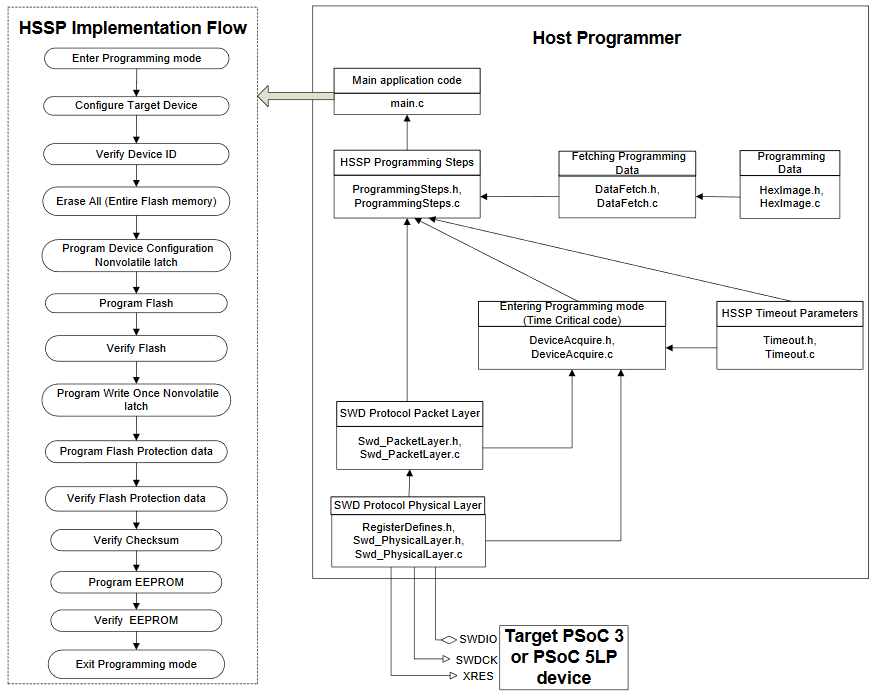 HSSP Implementation Flow
Enter Programming mode
Configure Target Device
Verify Device ID
Erase All (Entire Flash memory)
Program Device Configuration
Nonvolatile latch
Program Flash
Verify Flash
Program Write Once Nonvolatile
latch
Program Flash Protection data
Verify Flash Protection data
Verify Checksum
Program EEPROM
Verify EEPROM
Exit Programming mode
Host Programmer
Main application code
main.c
HSSP Programming Steps
ProgrammingSteps.h,
ProgrammingSteps.c
Fetching Programming
Data
DataFetch.h,
DataFetch.c
Programming
Data
HexImage.h,
HexImage.c
Entering Programming mode
(Time Critical code)
DeviceAcquire.h,
DeviceAcquire.c
HSSP Timeout Parameters
Timeout.h,
Timeout.c
SWD Protocol Packet Layer
Swd_PacketLayer.h,
Swd_PacketLayer.c
SWD Protocol Physical Layer
RegisterDefines.h,
Swd_PhysicalLayer.h,
Swd_PhysicalLayer.c
SWDIO
SWDCK
XRES
Target PSoC 3
or PSoC 5LP
device